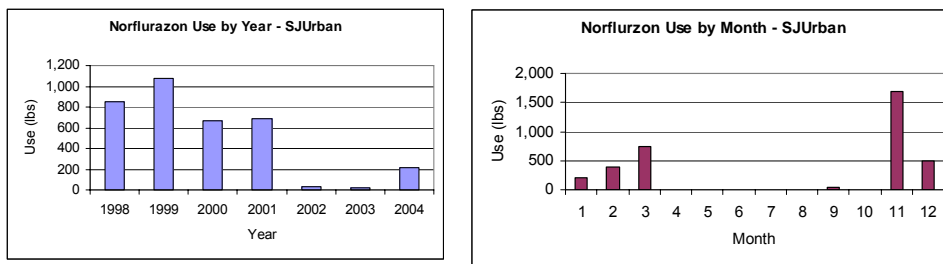 Norflurazon Use by Year - SJUrban
Use (lbs)
1,200
1,000
800
600
400
200
0
1998 1999 2000 2001 2002 2003 2004
Year
Norflurzon Use by Month - SJUrban
Use (lbs)
2,000
1,500
1,000
500
0
1 2 3 4 5 6 7 8 9 10 11 12
Month